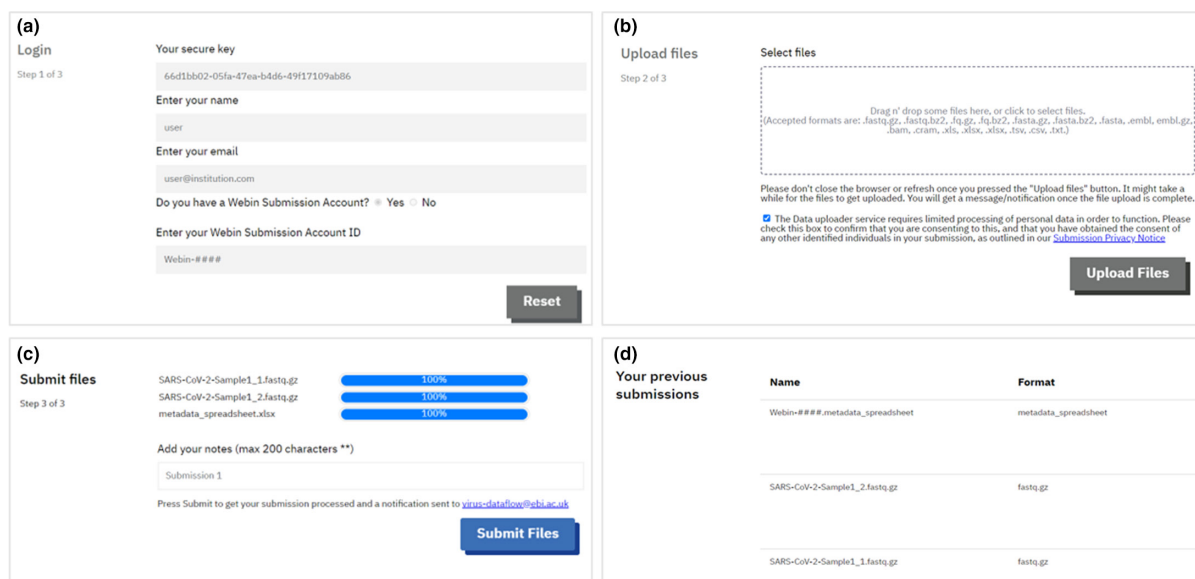 (a)
Login
Step 1 of 3
Your secure key
66d1bb02-05fa-47ea-b4d6-49f17109ab86
Enter your name
user
Enter your email
user@institution.com
Do you have a Webin Submission Account? Yes No
Enter your Webin Submission Account ID
Webin-####
Reset
(b)
Upload files
Step 2 of 3
Select files
Drag n' drop some files here, or click to select files.
(Accepted formats are: .fastq.gz, .fastq.bz2, .fq.gz, .fq.bz2, .fasta.gz, .fasta.bz2, .fasta, .embl, embl.gz,
.bam, .cram, .xls, .xlsx, .xlsx, .tsv, .csv, .txt.)
Please don't close the browser or refresh once you pressed the "Upload files" button. It might take a
while for the files to get uploaded. You will get a message/notification once the file upload is complete.
The Data uploader service requires limited processing of personal data in order to function. Please
check this box to confirm that you are consenting to this, and that you have obtained the consent of
any other identified individuals in your submission, as outlined in our Submission Privacy Notice
Upload Files
(c)
Submit files
Step 3 of 3
SARS-CoV-2-Sample1_1.fastq.gz 100%
SARS-CoV-2-Sample1_2.fastq.gz 100%
metadata_spreadsheet.xlsx 100%
Add your notes (max 200 characters **)
Submission 1
Press Submit to get your submission processed and a notification sent to virus-dataflow@ebi.ac.uk
Submit Files
(d)
Your previous
submissions
Name Format
Webin-####.metadata_spreadsheet metadata_spreadsheet
SARS-CoV-2-Sample1_2.fastq.gz fastq.gz
SARS-CoV-2-Sample1_1.fastq.gz fastq.gz